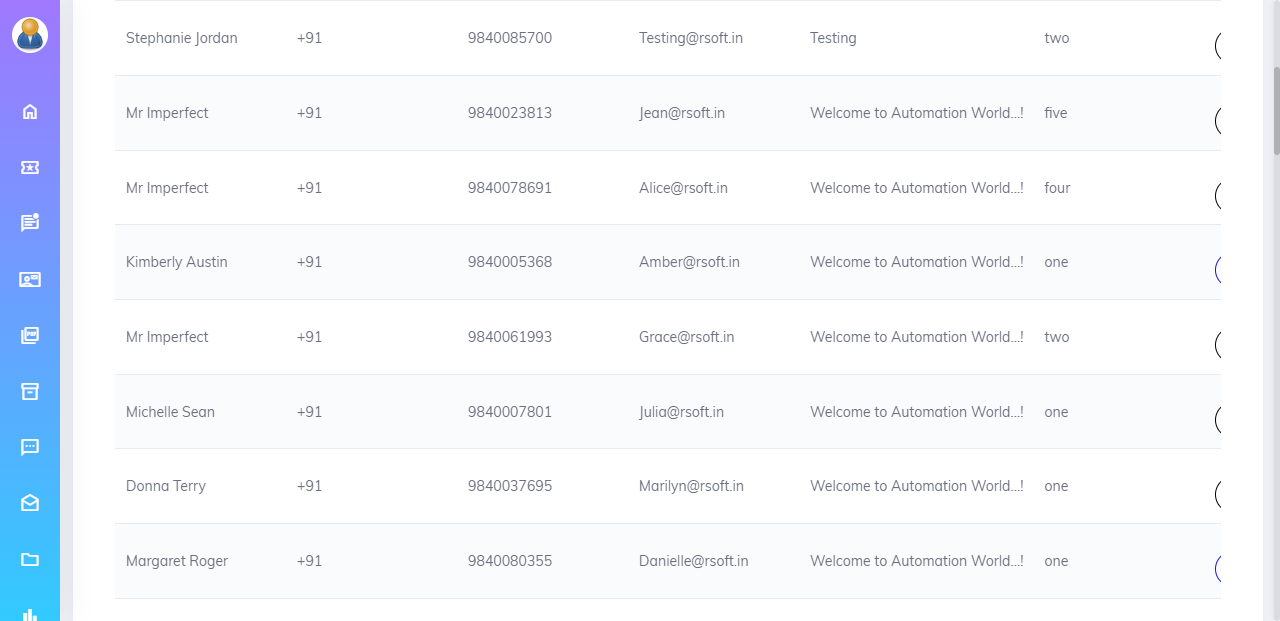 Stephanie Jordan +91 9840085700 Testing@rsoft.in Testing two
Mr Imperfect +91 9840023813 Jean@rsoft.in Welcome to Automation World...! five
Mr Imperfect +91 9840078691 Alice@rsoft.in Welcome to Automation World...! four
Kimberly Austin +91 9840005368 Amber@rsoft.in Welcome to Automation World...! one
Mr Imperfect +91 9840061993 Grace@rsoft.in Welcome to Automation World...! two
Michelle Sean +91 9840007801 Julia@rsoft.in Welcome to Automation World...! one
Donna Terry +91 9840037695 Marilyn@rsoft.in Welcome to Automation World...! one
Margaret Roger +91 9840080355 Danielle@rsoft.in Welcome to Automation World...! one